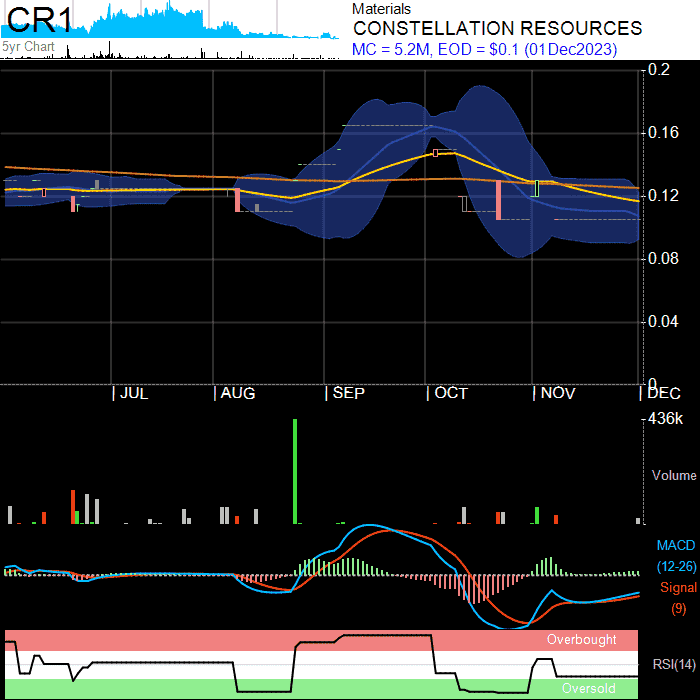 CR1
5yr Chart
Materials
CONSTELLATION RESOURCES
MC = 5.2M, EOD = $0.1 (01Dec2023)
0.2
0.16
0.12
0.08
0.04
0
JUL AUG SEP OCT NOV DEC
436k
Volume
MACD
(12-26)
Signal
(9)
Overbought
RSI(14)
Oversold